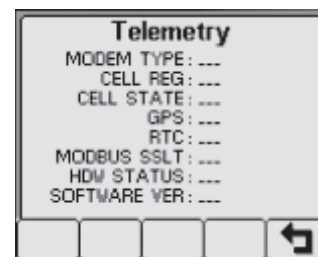 Telemetry
MODEM TYPE: ---
CELL REG: ---
CELL STATE: ---
GPS: ---
RTC: ---
MODBUS SSLT: ---
HDW STATUS: ---
SOFTWARE VER: ---